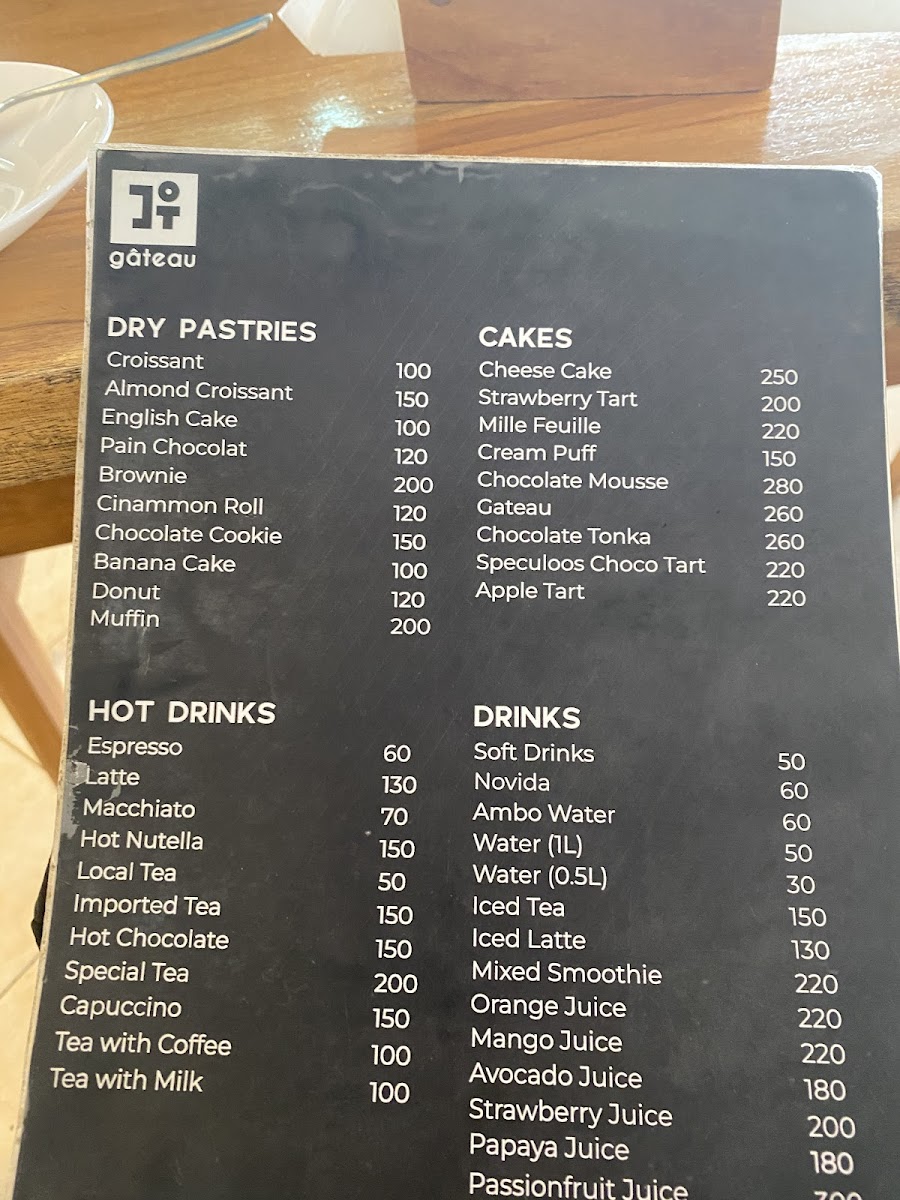 gâteau
DRY PASTRIES
Croissant 100
Almond Croissant 150
English Cake 100
Pain Chocolat 120
Brownie 200
Cinammon Roll 120
Chocolate Cookie 150
Banana Cake 100
Donut 120
Muffin 200
CAKES
Cheese Cake 250
Strawberry Tart 200
Mille Feuille 220
Cream Puff 150
Chocolate Mousse 280
Gateau 260
Chocolate Tonka 260
Speculoos Choco Tart 220
Apple Tart 220
HOT DRINKS
Espresso 60
Latte 130
Macchiato 70
Hot Nutella 150
Local Tea 50
Imported Tea 150
Hot Chocolate 150
Special Tea 200
Capuccino 150
Tea with Coffee 100
Tea with Milk 100
DRINKS
Soft Drinks 50
Novida 60
Ambo Water 60
Water (1L) 50
Water (0.5L) 30
Iced Tea 150
Iced Latte 130
Mixed Smoothie 220
Orange Juice 220
Mango Juice 220
Avocado Juice 180
Strawberry Juice 200
Papaya Juice 180
Passionfruit Juice